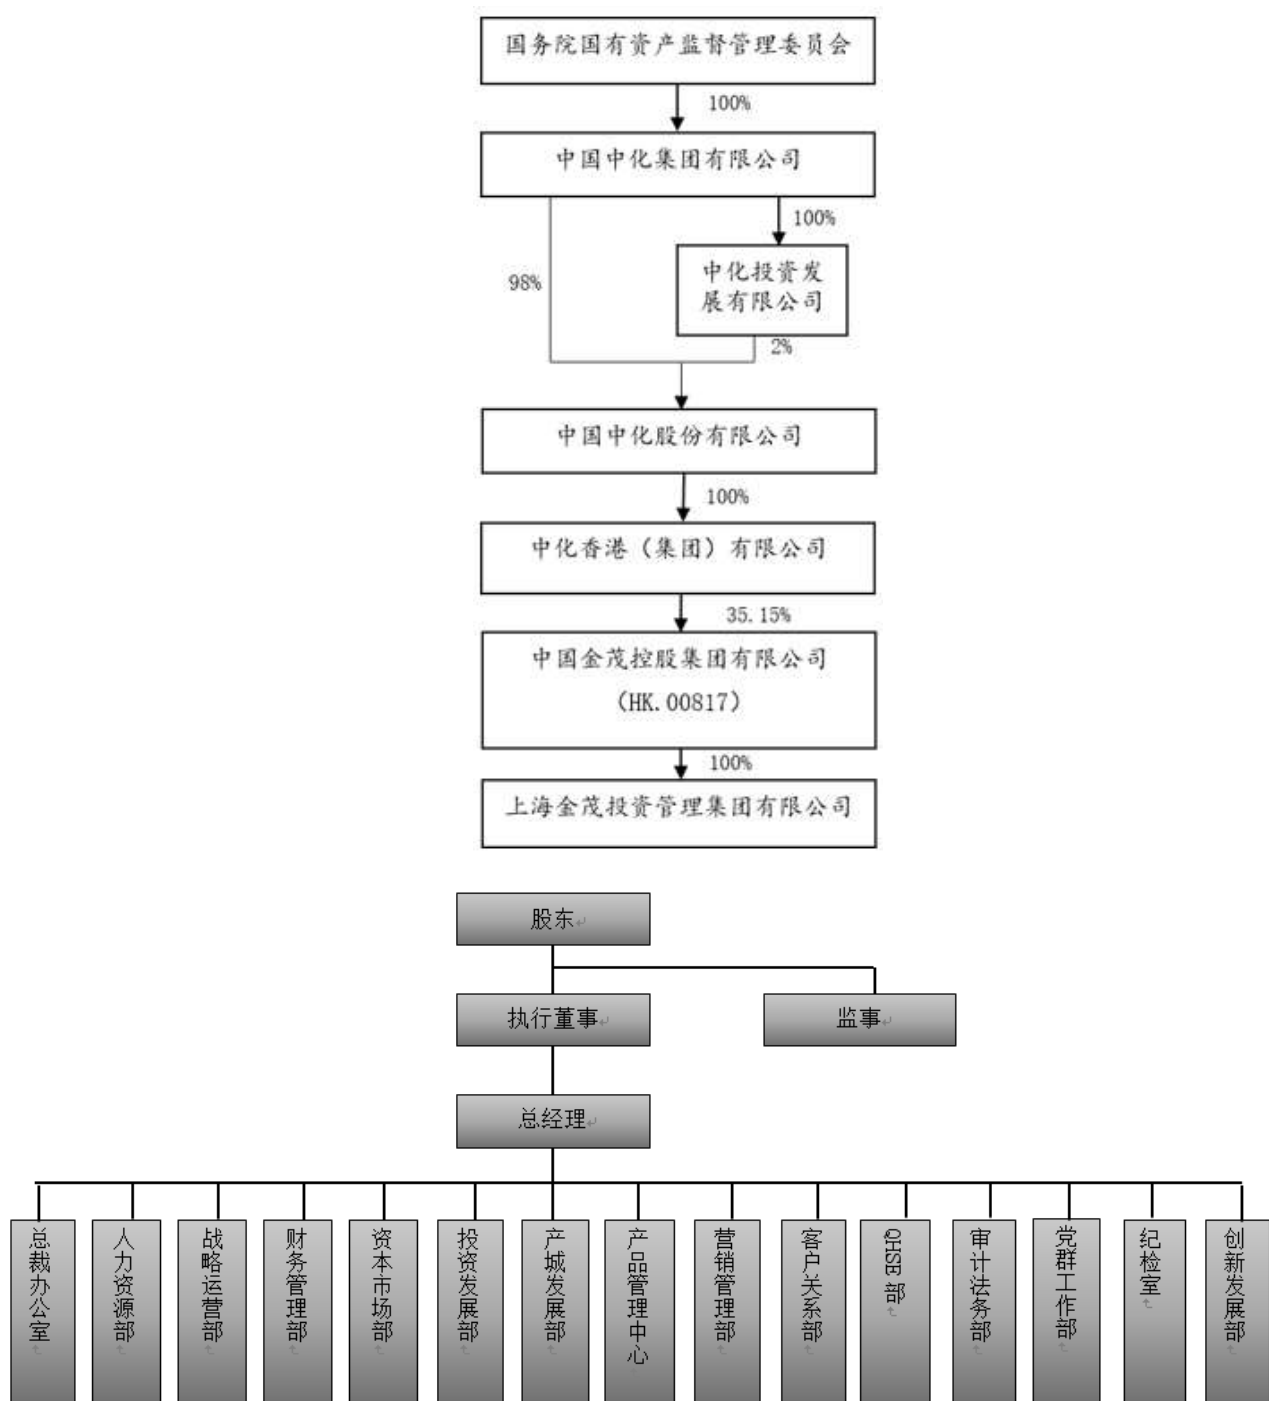 国务院国有资产监督管理委员会
100%
中国中化集团有限公司
100%
中化投资发
展有限公司
98%
2%
中国中化股份有限公司
100%
中化香港（集团）有限公司
35.15%
中国金茂控股集团有限公司
（HK.00817）
100%
上海金茂投资管理集团有限公司
股东
执行董事
监事
总经理
总裁办公室
人力资源部
战略运营部
财务管理部
资本市场部
投资发展部
产城发展部
产品管理中心
营销管理部
客户关系部
QHSE 部
审计法务部
党群工作部
纪检室
创新发展部